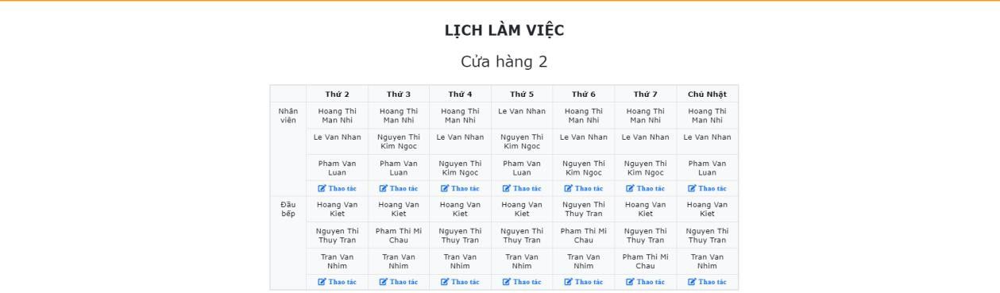 LỊCH LÀM VIỆC
Cửa hàng 2
Thứ 2 Thứ 3 Thứ 4 Thứ 5 Thứ 6 Thứ 7 Chủ Nhật
Nhân Hoang Thi Hoang Thi Hoang Thi Le Van Nhan Hoang Thi Hoang Thi Hoang Thi
viên Man Nhi Man Nhi Man Nhi Man Nhi Man Nhi Man Nhi
Le Van Nhan Nguyen Thi Le Van Nhan Nguyen Thi Le Van Nhan Le Van Nhan Le Van Nhan
Kim Ngoc Kim Ngoc
Pham Van Pham Van Nguyen Thi Pham Van Nguyen Thi Nguyen Thi Pham Van
Luan Luan Kim Ngoc Luan Kim Ngoc Kim Ngoc Luan
Thao tác Thao tác Thao tác Thao tác Thao tác Thao tác Thao tác
Đầu Hoang Van Hoang Van Hoang Van Hoang Van Nguyen Thi Hoang Van Hoang Van
bếp Kiet Kiet Kiet Kiet Thuy Tran Kiet Kiet
Nguyen Thi Pham Thi Mi Nguyen Thi Nguyen Thi Pham Thi Mi Nguyen Thi Nguyen Thi
Thuy Tran Chau Thuy Tran Thuy Tran Chau Thuy Tran Thuy Tran
Tran Van Tran Van Tran Van Tran Van Tran Van Pham Thi Mi Tran Van
Nhim Nhim Nhim Nhim Nhim Chau Nhim
Thao tác Thao tác Thao tác Thao tác Thao tác Thao tác Thao tác